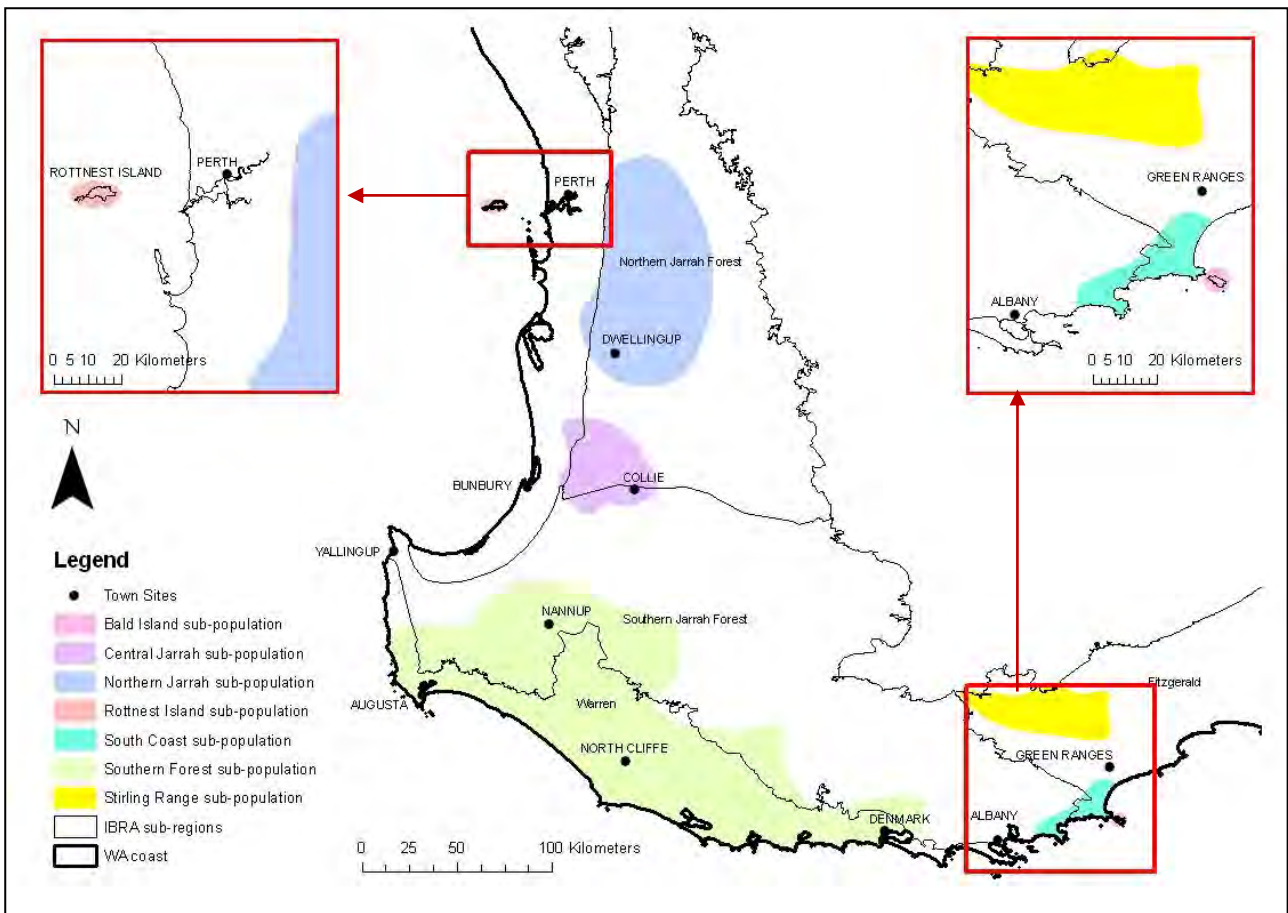 ROTTNEST ISLAND
PERTH
0 5 10 20 Kilometers
N
PERTH
Northern Jarrah Forest
DWELLINGUP
BUNBURY
COLLIE
YALLINGUP
NANNUP
Southern Jarrah Forest
AUGUSTA
Warren
NORTH CLIFFE
DENMARK
0 25 50 100 Kilometers
GREEN RANGES
ALBANY
0 5 10 20 Kilometers
Fitzgerald
GREEN RANGES
ALBANY
Legend
Town Sites
Bald Island sub-population
Central Jarrah sub-population
Northern Jarrah sub-population
Rottnest Island sub-population
South Coast sub-population
Southern Forest sub-population
Stirling Range sub-population
IBRA sub-regions
WA coast